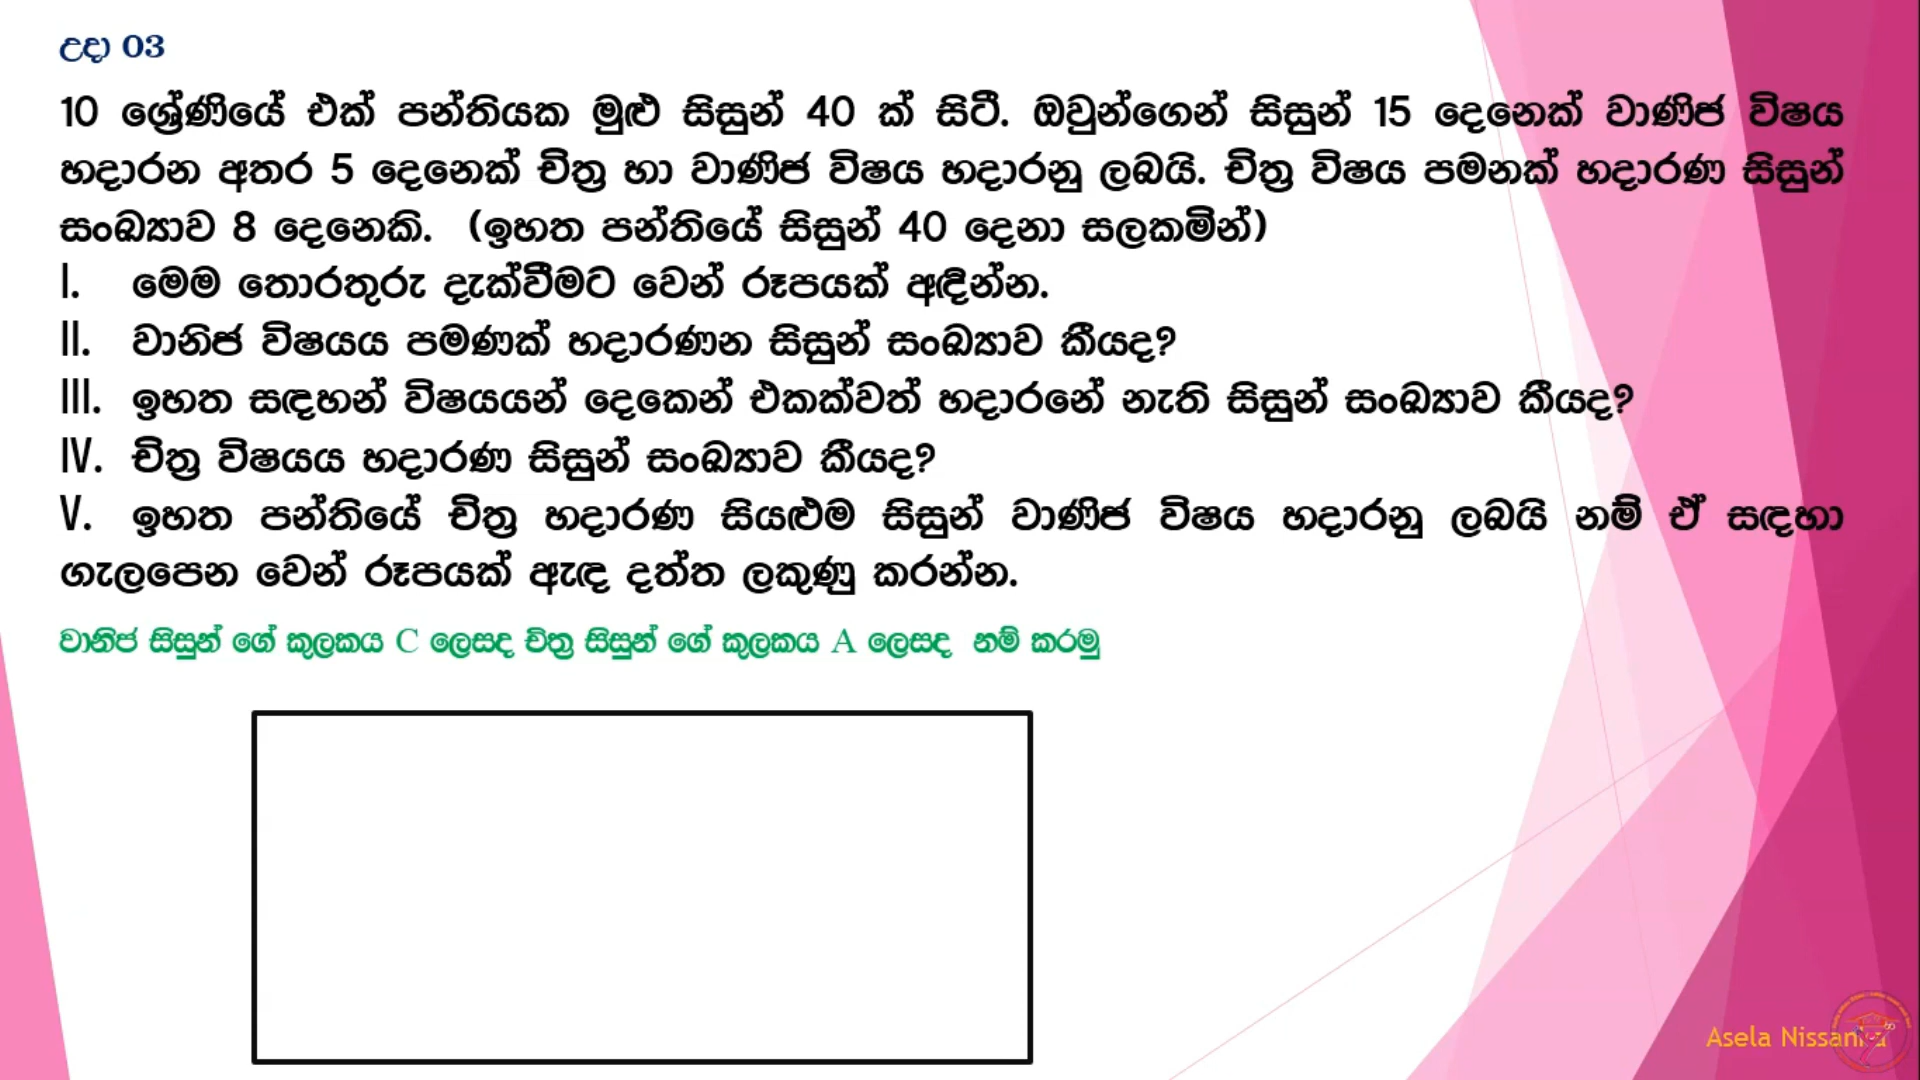 උදා 03
10 ශ්‍රේණියේ එක් පන්තියක මුළු සිසුන් 40 ක් සිටී. ඔවුන්ගෙන් සිසුන් 15 දෙනෙක් වාණිජ විෂය
හදාරන අතර 5 දෙනෙක් චිත්‍ර හා වාණිජ විෂය හදාරනු ලබයි. චිත්‍ර විෂය පමනක් හදාරණ සිසුන්
සංඛ්‍යාව 8 දෙනෙකි. (ඉහත පන්තියේ සිසුන් 40 දෙනා සලකමින්)
I. මෙම තොරතුරු දැක්වීමට වෙන් රූපයක් අඳින්න.
II. වානිජ විෂයය පමණක් හදාරණන සිසුන් සංඛ්‍යාව කීයද?
III. ඉහත සඳහන් විෂයයන් දෙකෙන් එකක්වත් හදාරනේ නැති සිසුන් සංඛ්‍යාව කීයද?
IV. චිත්‍ර විෂයය හදාරණ සිසුන් සංඛ්‍යාව කීයද?
V. ඉහත පන්තියේ චිත්‍ර හදාරණ සියළුම සිසුන් වාණිජ විෂය හදාරනු ලබයි නම් ඒ සඳහා
ගැලපෙන වෙන් රූපයක් ඇඳ දත්ත ලකුණු කරන්න.
වානිජ සිසුන් ගේ කුලකය C ලෙසද චිත්‍ර සිසුන් ගේ කුලකය A ලෙසද නම් කරමු
Asela Nissanka